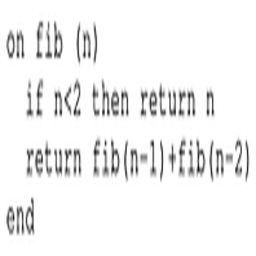 on fib (n)
  if n<2 then return n
  return fib(n-1)+fib(n-2)
end